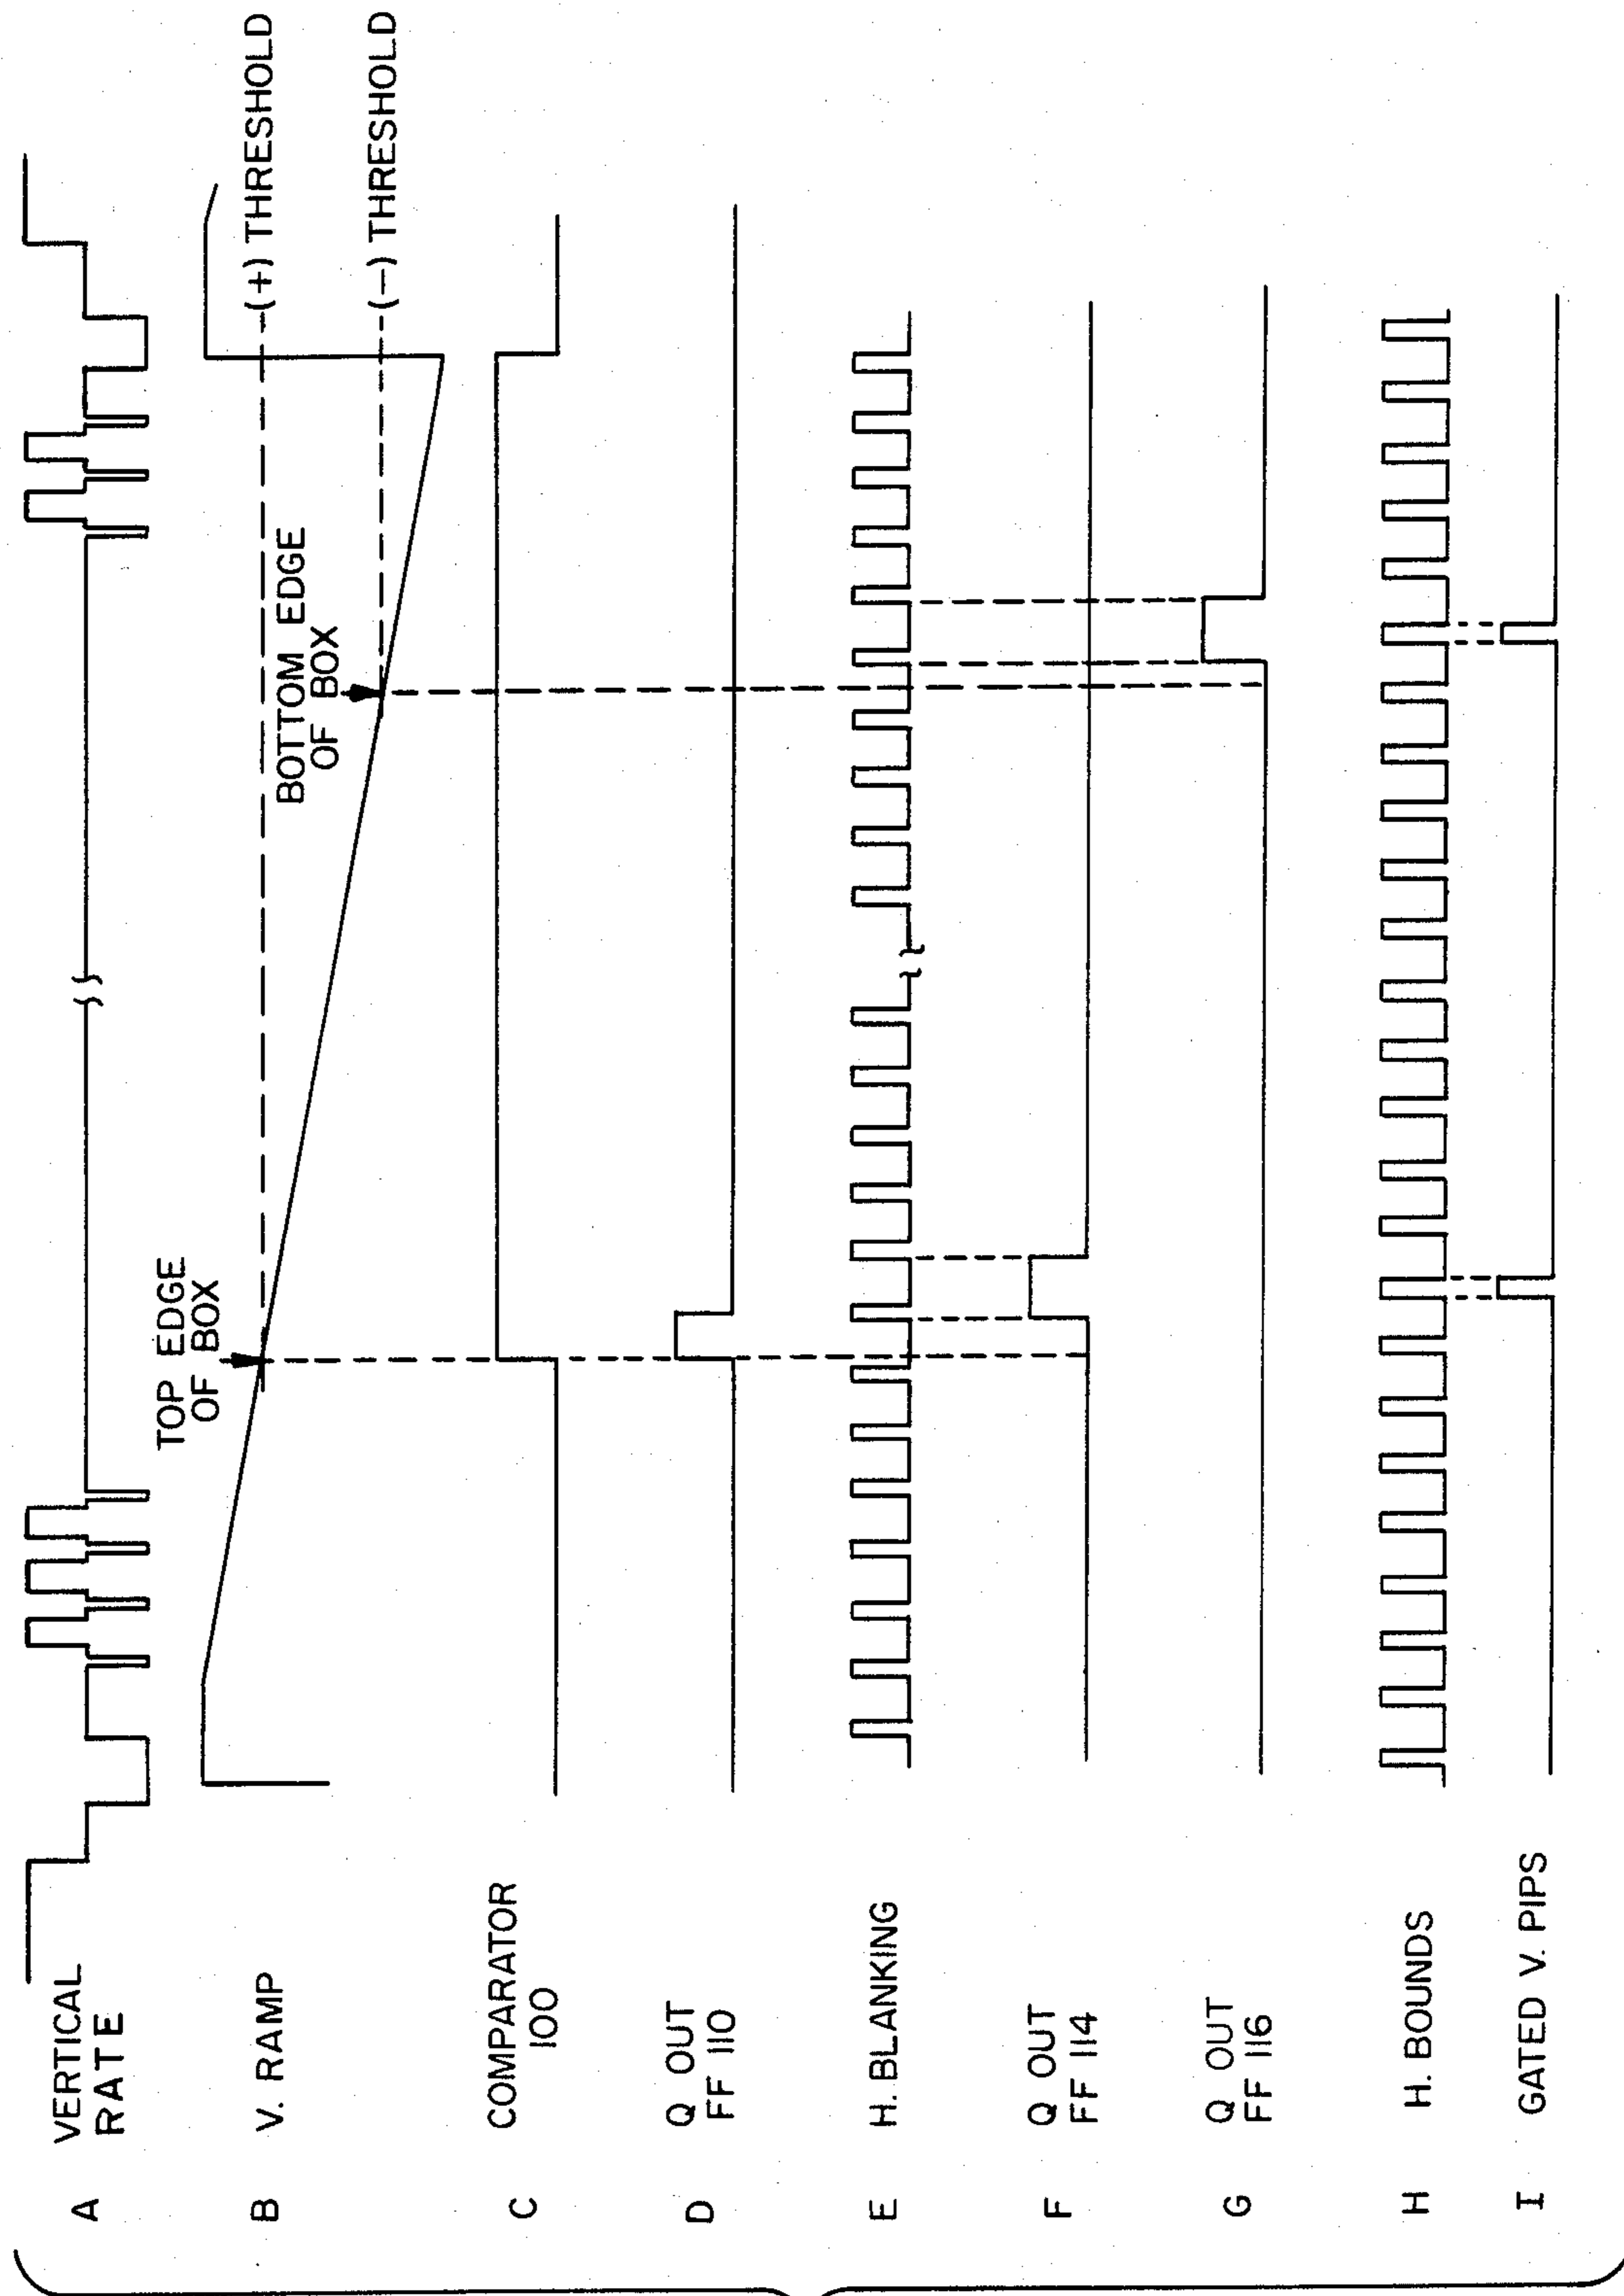 A VERTICAL
RATE
B V. RAMP
TOP EDGE
OF BOX
BOTTOM EDGE
OF BOX
(+) THRESHOLD
(−) THRESHOLD
C COMPARATOR
100
D Q OUT
FF 110
E H. BLANKING
F Q OUT
FF 114
G Q OUT
FF 116
H H. BOUNDS
I GATED V. PIPS